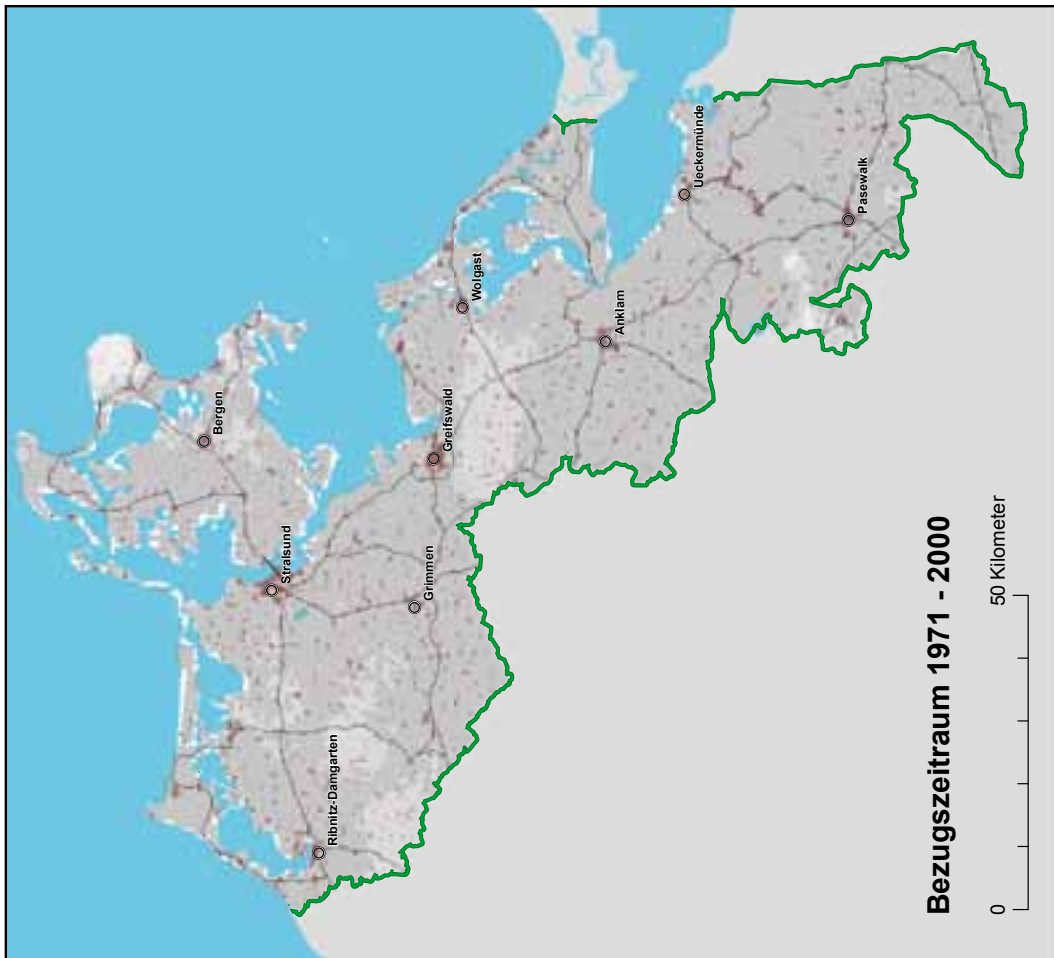 Bergen
Stralsund
Ribnitz-Damgarten
Grimmen
Greifswald
Wolgast
Anklam
Ueckermünde
Pasewalk
Bezugszeitraum 1971 - 2000
0
50 Kilometer